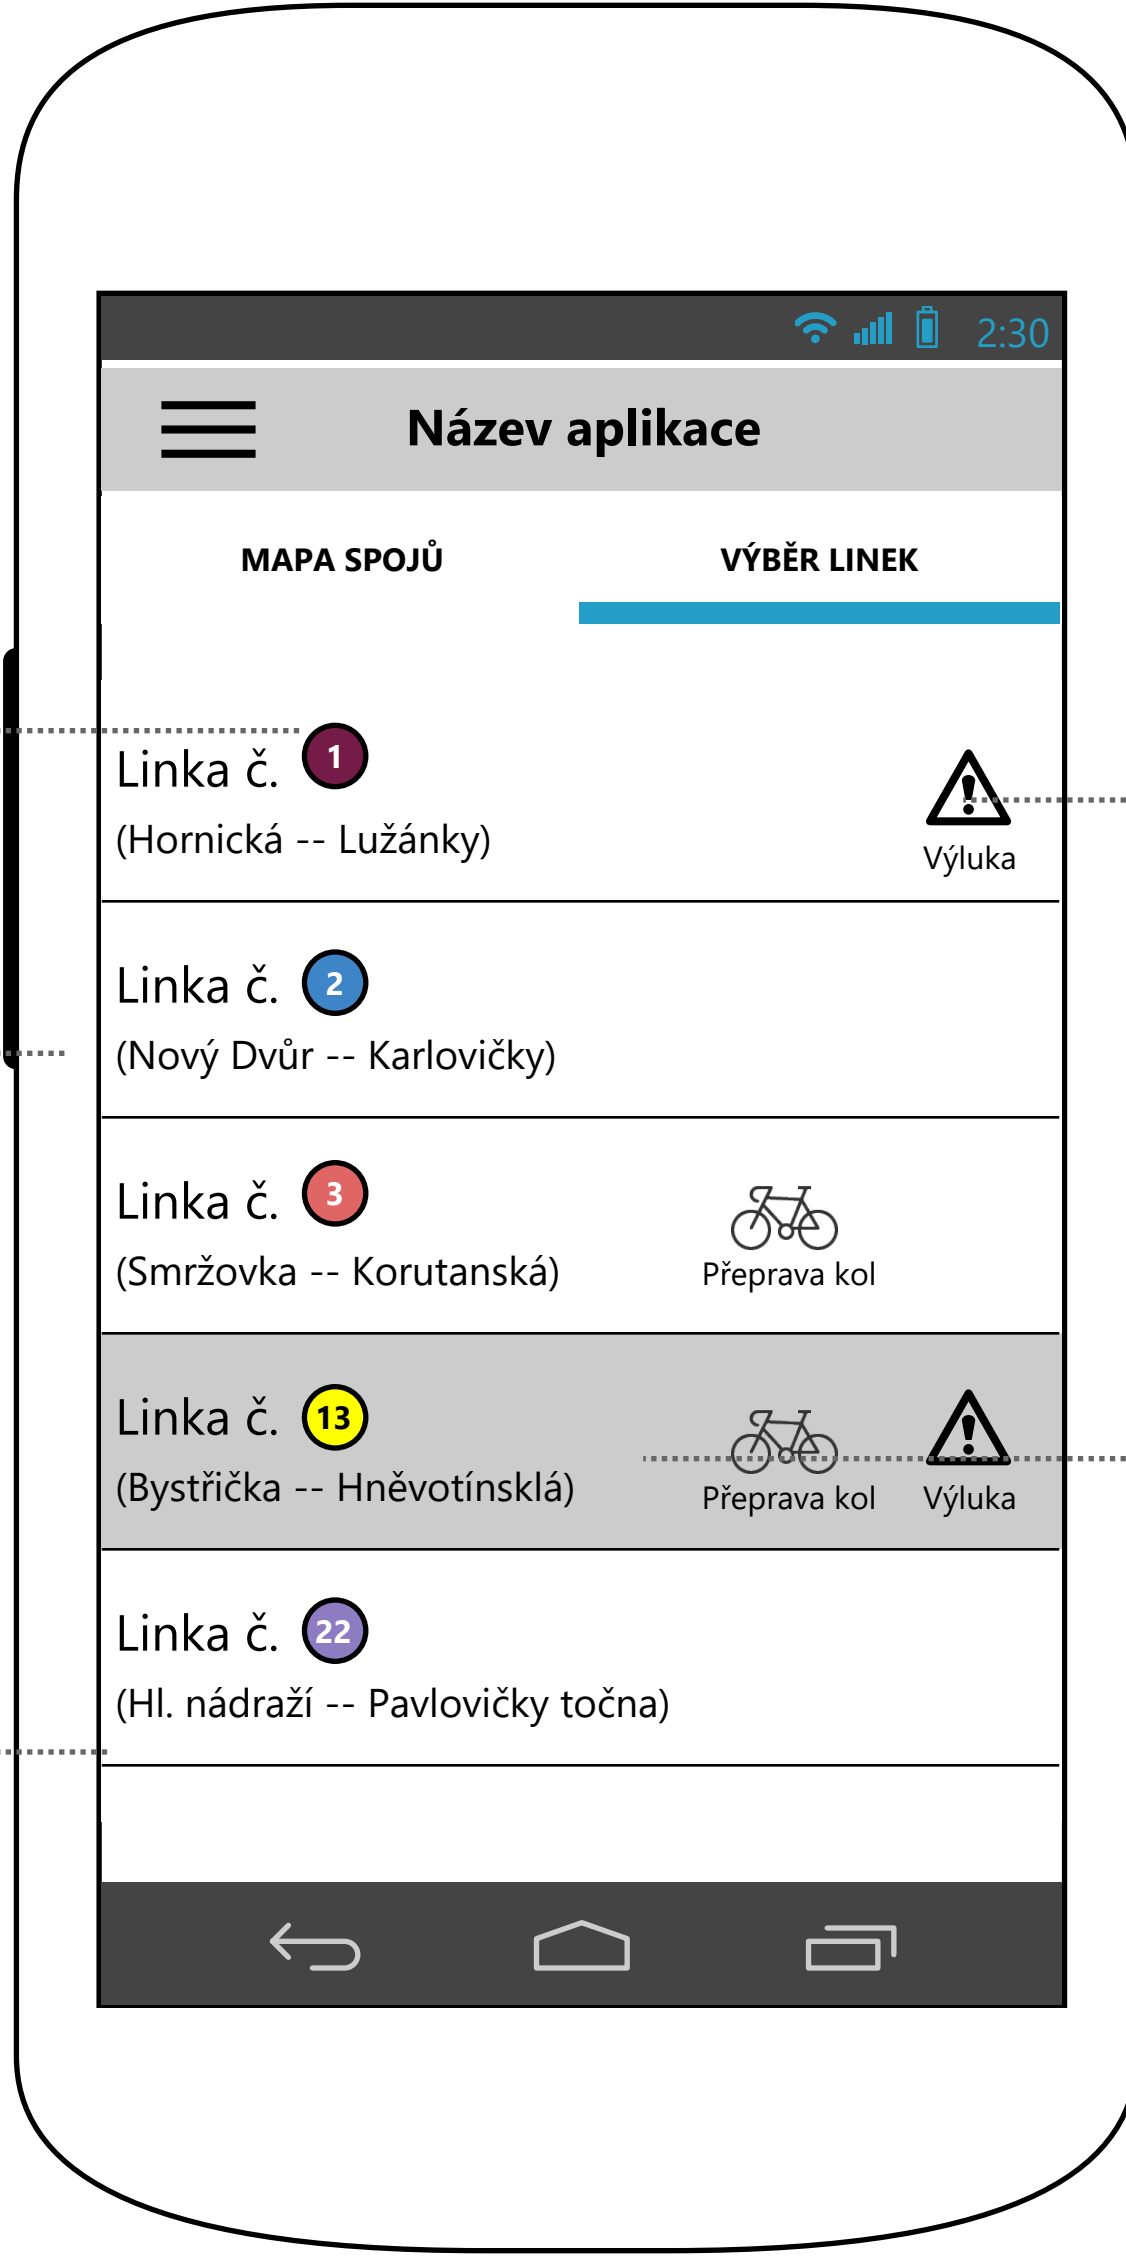 2:30
Název aplikace
MAPA SPOJŮ
VÝBĚR LINEK
Linka č. 1
(Hornická -- Lužánky)
Výluka
Linka č. 2
(Nový Dvůr -- Karlovičky)
Linka č. 3
(Smržovka -- Korutanská)
Přeprava kol
Linka č. 13
(Bystřička -- Hněvotínsklá)
Přeprava kol
Výluka
Linka č. 22
(Hl. nádraží -- Pavlovičky točna)